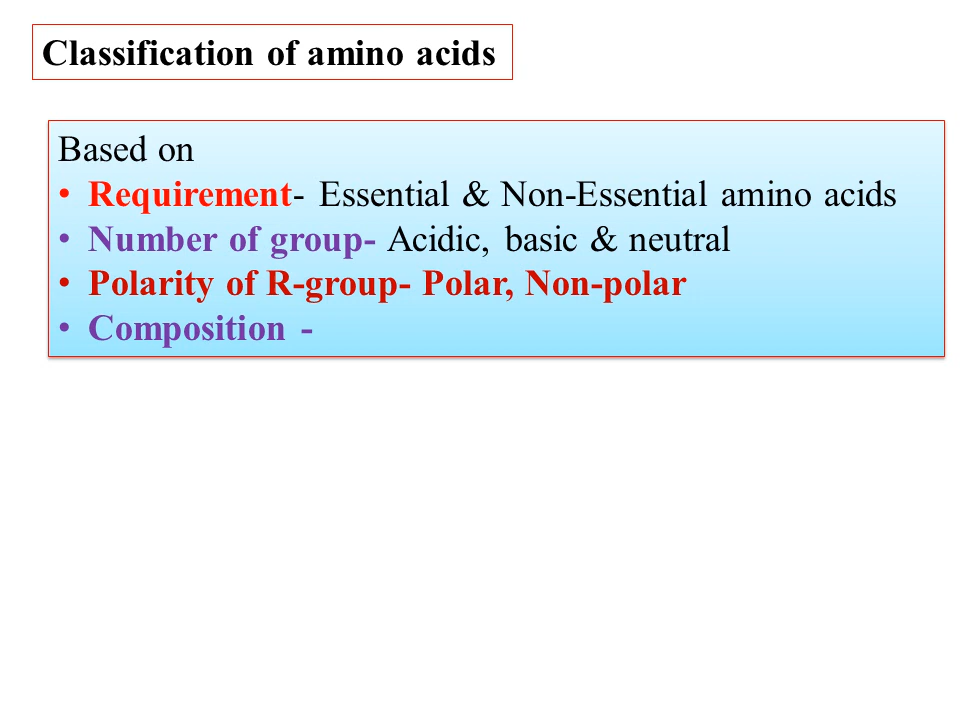 Classification of amino acids
Based on
• Requirement- Essential & Non-Essential amino acids
• Number of group- Acidic, basic & neutral
• Polarity of R-group- Polar, Non-polar
• Composition -